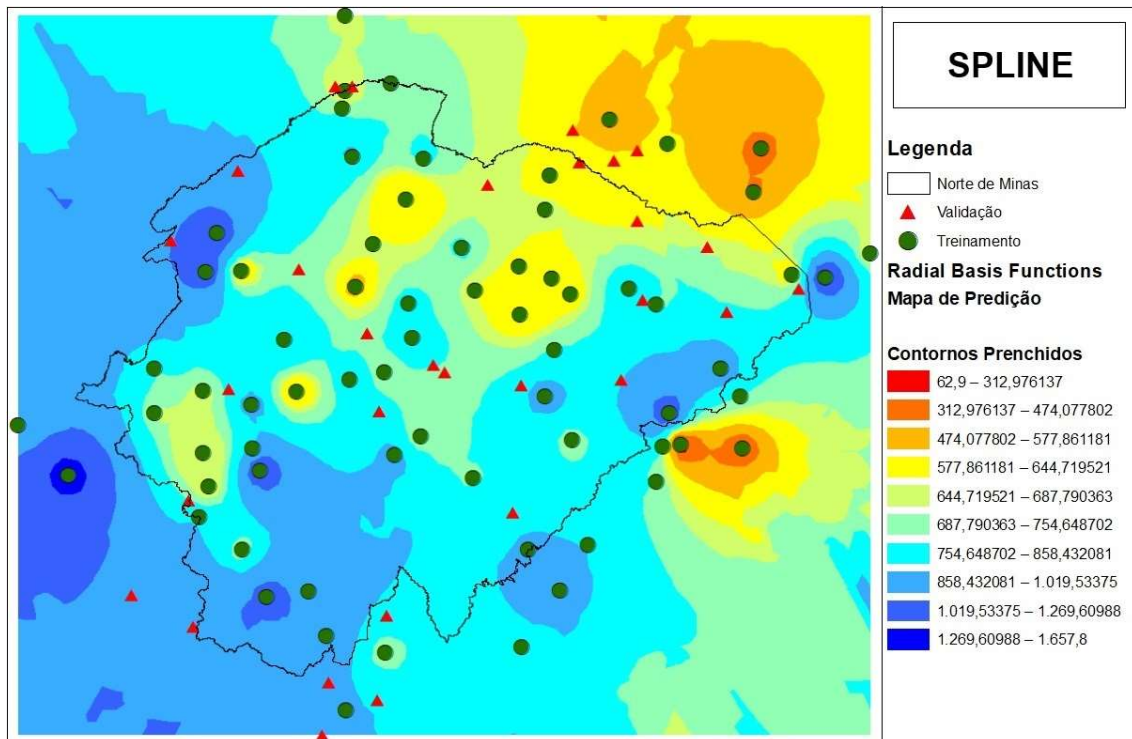 SPLINE
Legenda
Norte de Minas
Validação
Treinamento
Radial Basis Functions
Mapa de Predição
Contornos Prenchidos
62,9 – 312,976137
312,976137 – 474,077802
474,077802 – 577,861181
577,861181 – 644,719521
644,719521 – 687,790363
687,790363 – 754,648702
754,648702 – 858,432081
858,432081 – 1.019,53375
1.019,53375 – 1.269,60988
1.269,60988 – 1.657,8